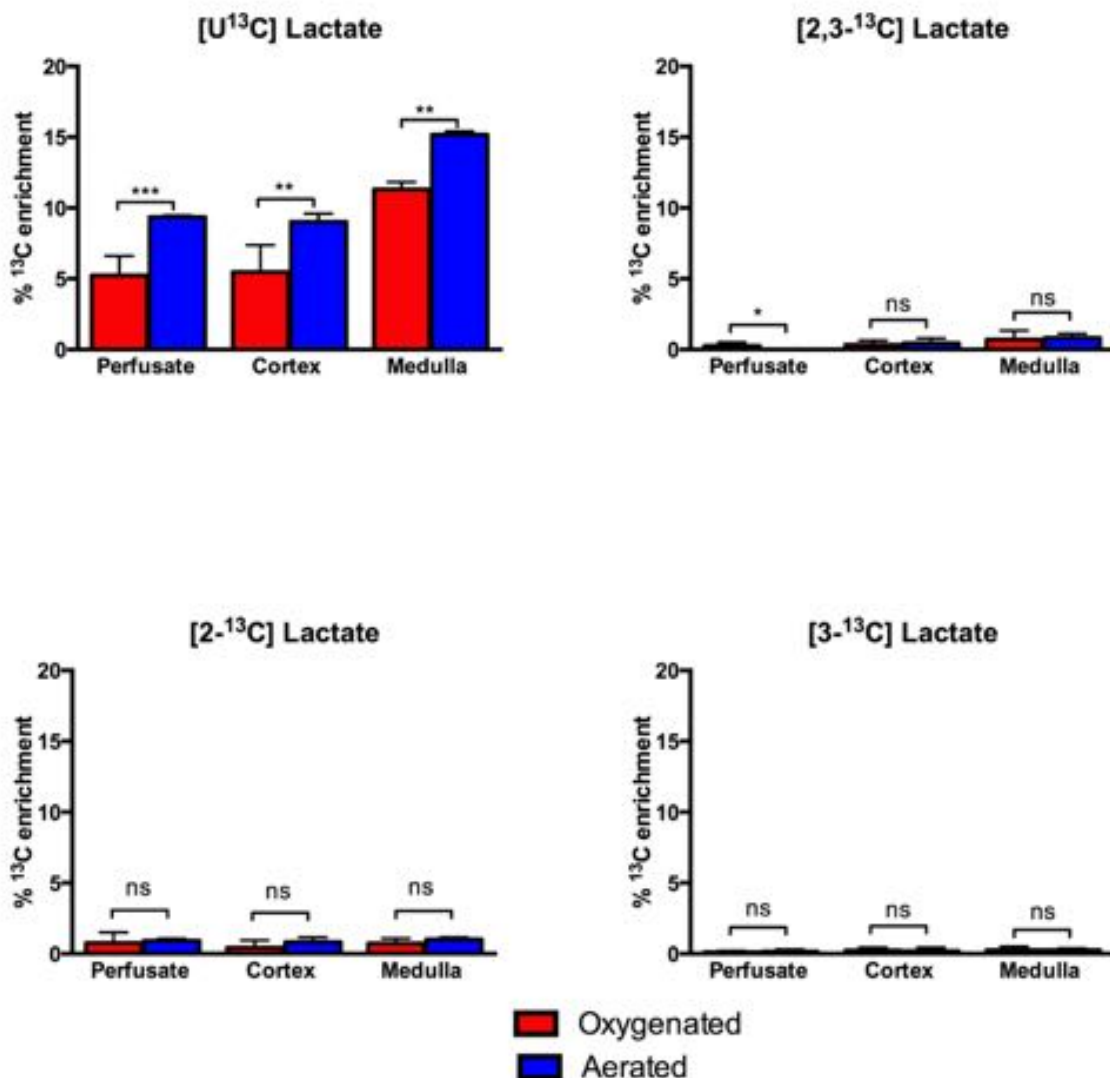 [U¹³C] Lactate
% ¹³C enrichment
20
15
10
5
0
***
**
**
Perfusate Cortex Medulla
[2,3-¹³C] Lactate
% ¹³C enrichment
20
15
10
5
0
*
ns
ns
Perfusate Cortex Medulla
[2-¹³C] Lactate
% ¹³C enrichment
20
15
10
5
0
ns
ns
ns
Perfusate Cortex Medulla
[3-¹³C] Lactate
% ¹³C enrichment
20
15
10
5
0
ns
ns
ns
Perfusate Cortex Medulla
Oxygenated
Aerated